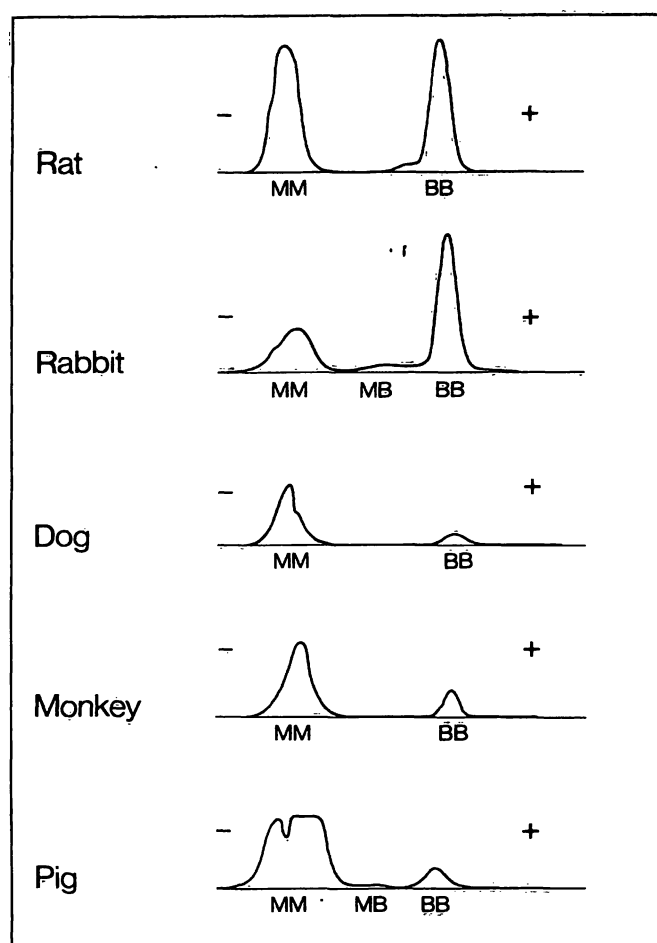 - +
Rat
MM BB
- +
Rabbit
MM MB BB
- +
Dog
MM BB
- +
Monkey
MM BB
- +
Pig
MM MB BB